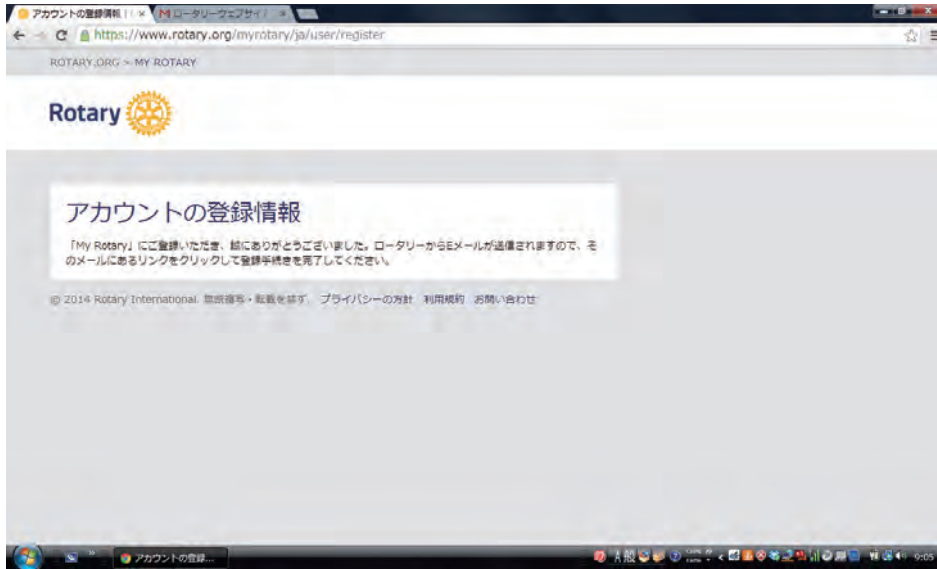 アカウントの登録情報 |
ロータリーウェブサイ
https://www.rotary.org/myrotary/ja/user/register
ROTARY.ORG > MY ROTARY
Rotary
アカウントの登録情報
「My Rotary」にご登録いただき、誠にありがとうございました。ロータリーからEメールが送信されますので、そ
のメールにあるリンクをクリックして登録手続きを完了してください。
© 2014 Rotary International. 無断複写・転載を禁ず。 プライバシーの方針 利用規約 お問い合わせ
アカウントの登録...
A 般
9:05